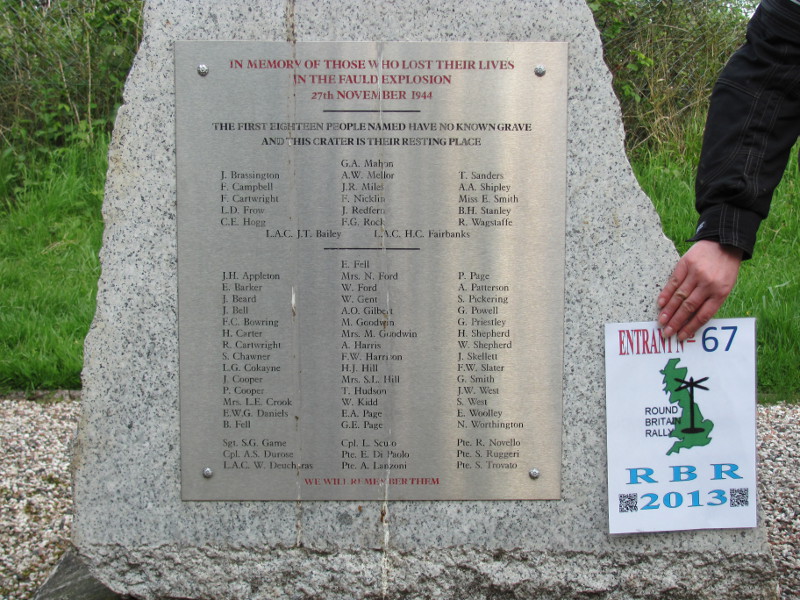 IN MEMORY OF THOSE WHO LOST THEIR LIVES
IN THE FAULD EXPLOSION
27th NOVEMBER 1944
THE FIRST EIGHTEEN PEOPLE NAMED HAVE NO KNOWN GRAVE
AND THIS CRATER IS THEIR RESTING PLACE
G.A. Mahon
J. Brassington A.W. Mellor T. Sanders
F. Campbell J.R. Miles A.A. Shipley
F. Cartwright F. Nicklin Miss E. Smith
L.D. Frow J. Redfern B.H. Stanley
C.E. Hogg F.G. Rock R. Wagstaffe
L.A.C. J.T. Bailey L.A.C. H.C. Fairbanks
E. Fell
J.H. Appleton Mrs. N. Ford P. Page
E. Barker W. Ford A. Patterson
J. Beard W. Gent S. Pickering
J. Bell A.O. Gilbert G. Powell
F.C. Bowring M. Goodwin G. Priestley
H. Carter Mrs. M. Goodwin H. Shepherd
R. Cartwright A. Harris W. Shepherd
S. Chawner F.W. Harrison J. Skellett
L.G. Cokayne H.J. Hill F.W. Slater
J. Cooper Mrs. S.L. Hill G. Smith
P. Cooper T. Hudson J.W. West
Mrs. L.E. Crook W. Kidd S. West
E.W.G. Daniels E.A. Page E. Woolley
B. Fell G.E. Page N. Worthington
Sgt. S.G. Game Cpl. L. Scuto Pte. R. Novello
Cpl. A.S. Durose Pte. E. Di Paolo Pte. S. Ruggeri
L.A.C. W. Deucharas Pte. A. Lanzoni Pte. S. Trovato
WE WILL REMEMBER THEM
ENTRANT Nº 67
ROUND
BRITAIN
RALLY
RBR
2013